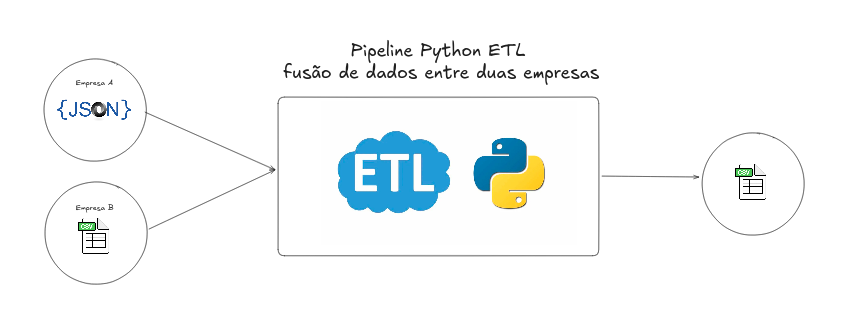 Pipeline Python ETL
fusão de dados entre duas empresas
Empresa A
{JSON}
Empresa B
CSV
ETL
CSV